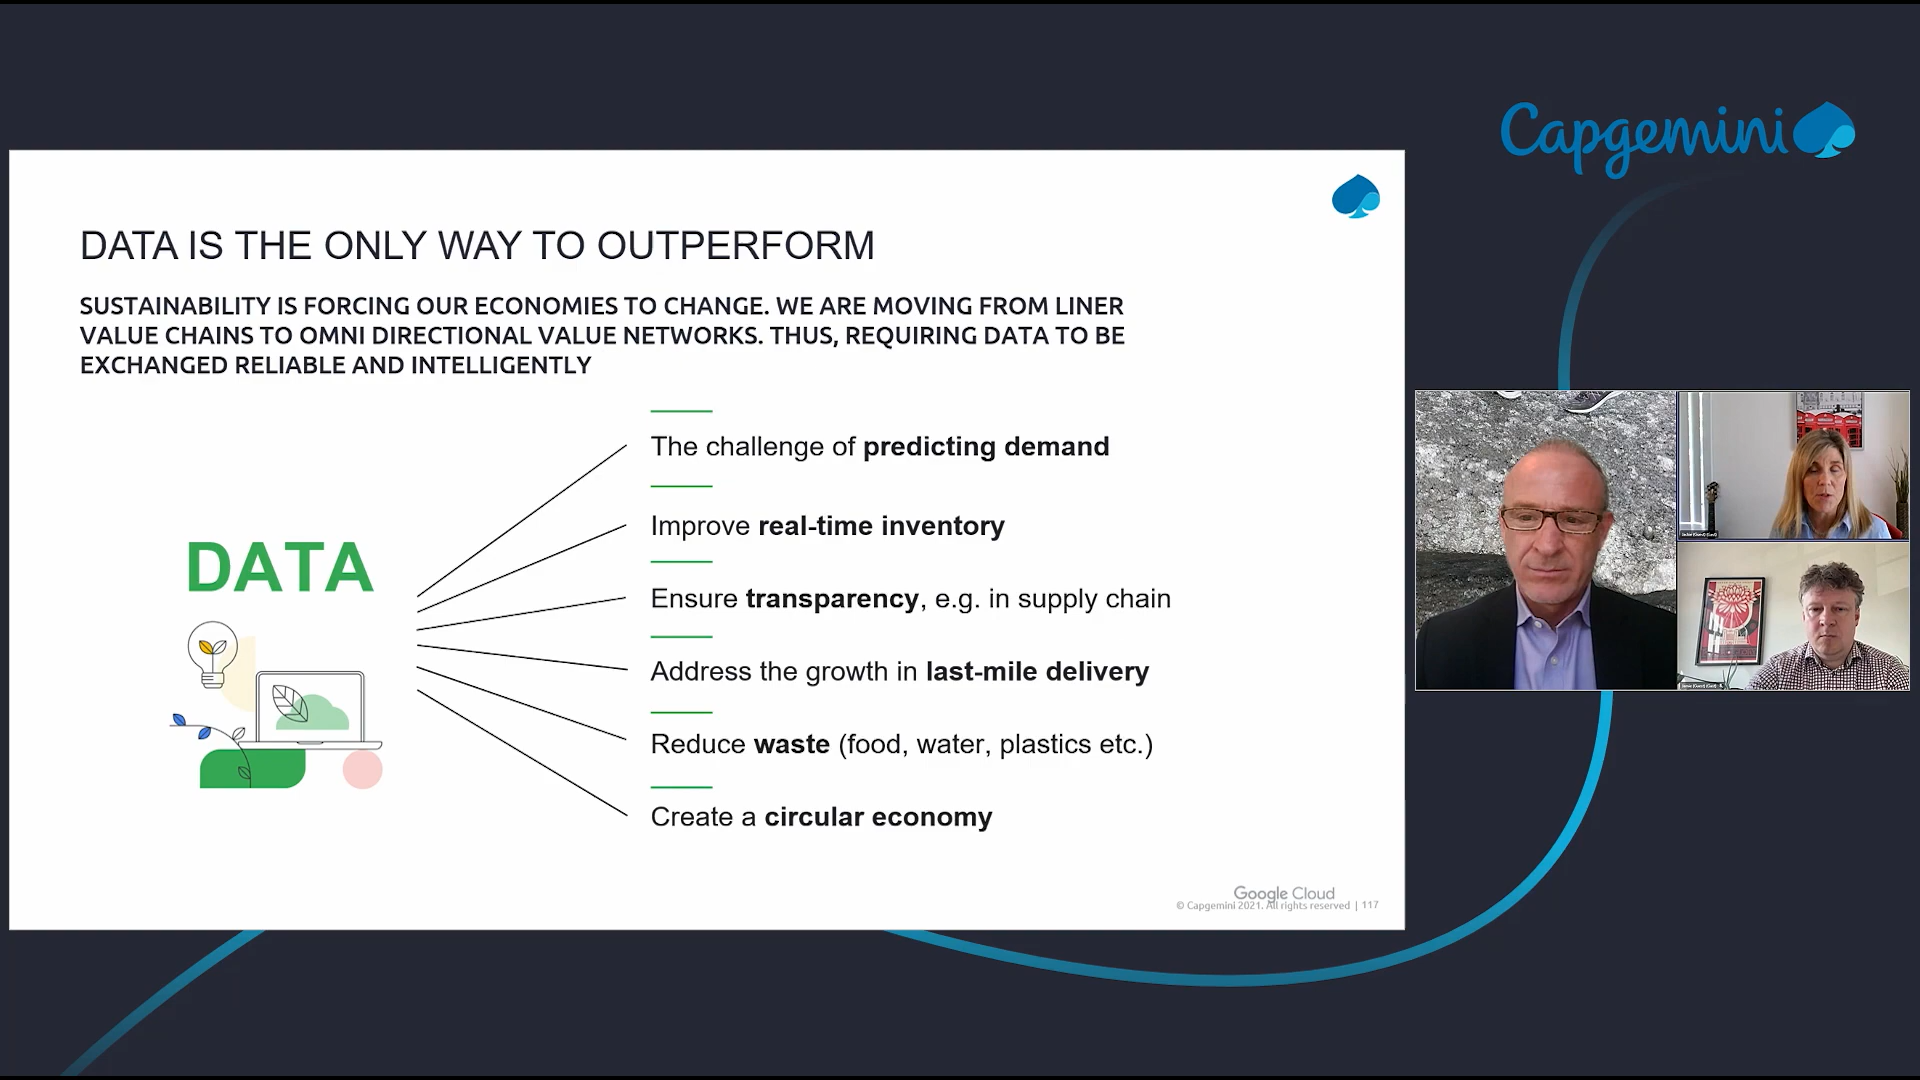 Capgemini
DATA IS THE ONLY WAY TO OUTPERFORM
SUSTAINABILITY IS FORCING OUR ECONOMIES TO CHANGE. WE ARE MOVING FROM LINER
VALUE CHAINS TO OMNI DIRECTIONAL VALUE NETWORKS. THUS, REQUIRING DATA TO BE
EXCHANGED RELIABLE AND INTELLIGENTLY
DATA
The challenge of predicting demand
Improve real-time inventory
Ensure transparency, e.g. in supply chain
Address the growth in last-mile delivery
Reduce waste (food, water, plastics etc.)
Create a circular economy
Google Cloud
© Capgemini 2021. All rights reserved | 117